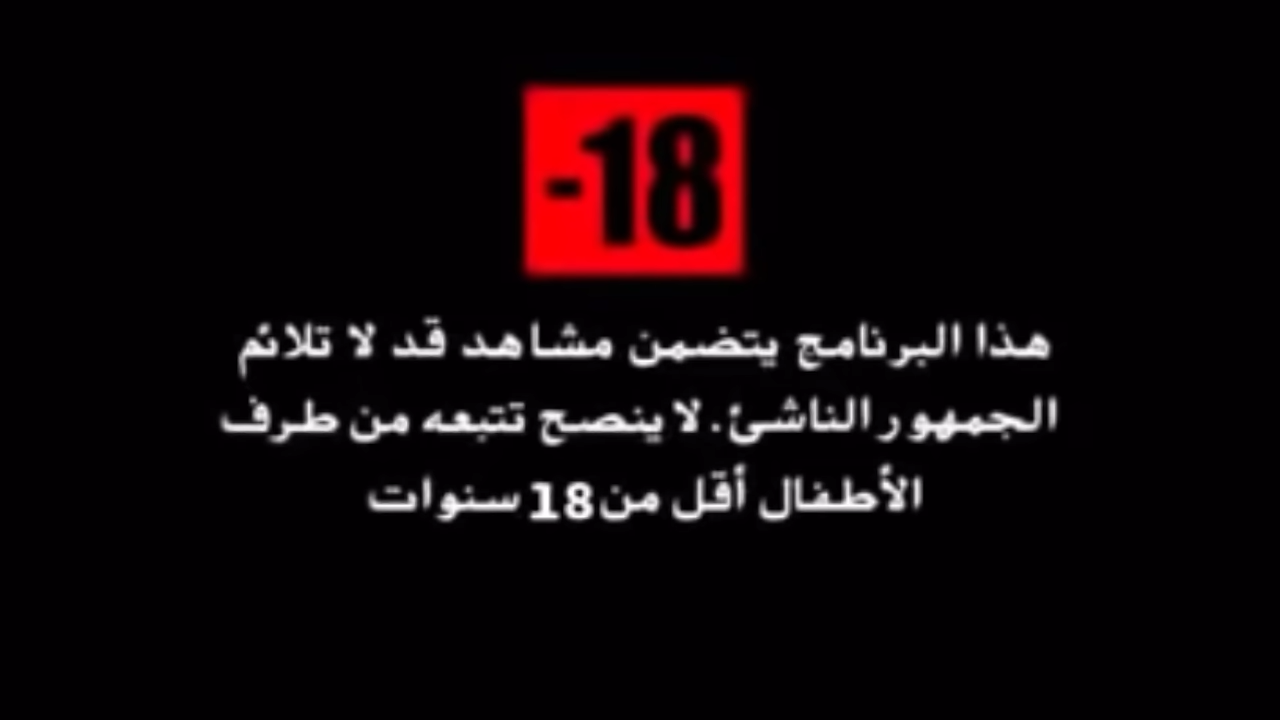 -18
هذا البرنامج يتضمن مشاهد قد لا تلائم
الجمهور الناشئ. لا ينصح تتبعه من طرف
الأطفال أقل من 18 سنوات